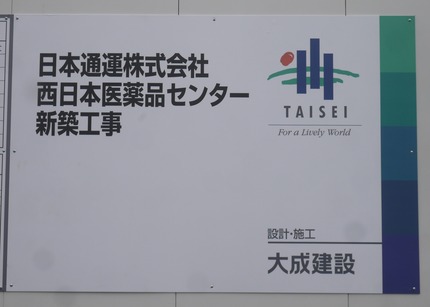 日本通運株式会社
西日本医薬品センター
新築工事
TAISEI
For a Lively World
設計・施工
大成建設